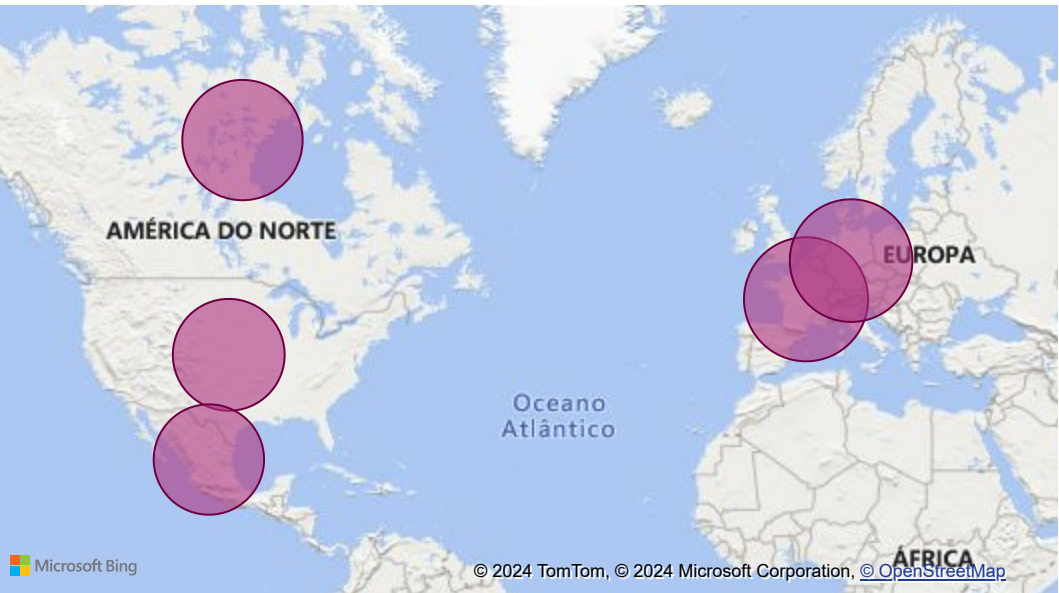 AMÉRICA DO NORTE
EUROPA
Oceano
Atlântico
ÁFRICA
Microsoft Bing
© 2024 TomTom, © 2024 Microsoft Corporation, © OpenStreetMap